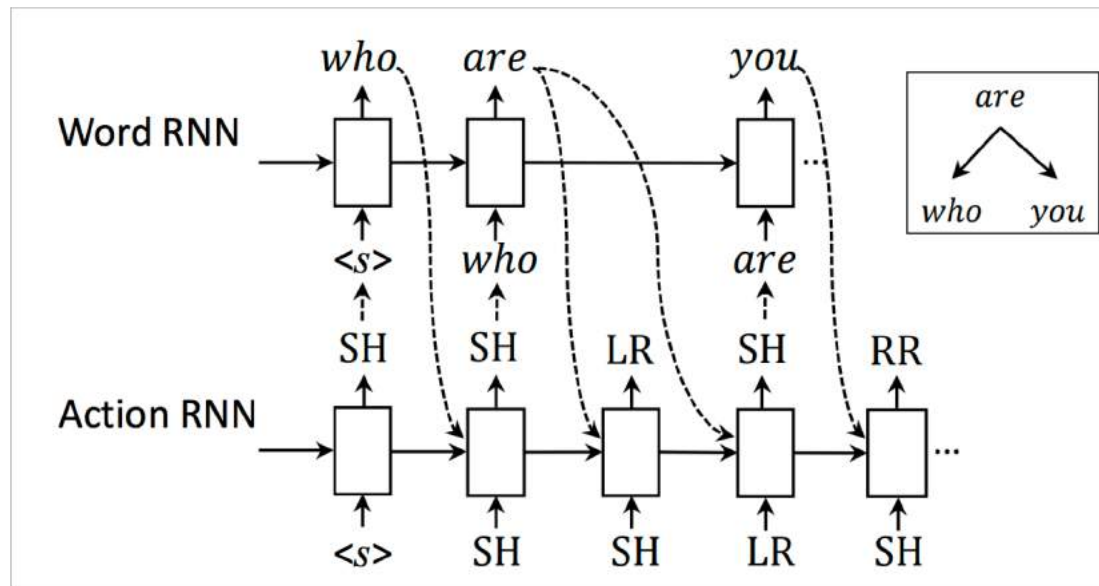 who are you
are
Word RNN
...
who you
<s> who are
SH SH LR SH RR
Action RNN
...
<s> SH SH LR SH